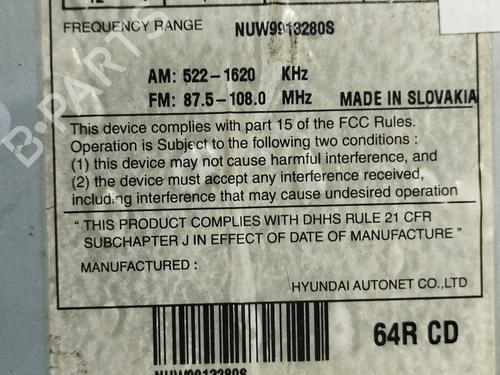 FREQUENCY RANGE NUW9913280S
AM: 522-1620 KHz
FM: 87.5-108.0 MHz MADE IN SLOVAKIA
This device complies with part 15 of the FCC Rules.
Operation is Subject to the following two conditions :
(1) this device may not cause harmful interference, and
(2) the device must accept any interference received,
including interference that may cause undesired operation
" THIS PRODUCT COMPLIES WITH DHHS RULE 21 CFR
SUBCHAPTER J IN EFFECT OF DATE OF MANUFACTURE "
MANUFACTURED :
HYUNDAI AUTONET CO.,LTD
64R CD
NUW9913280S
B-PARTS